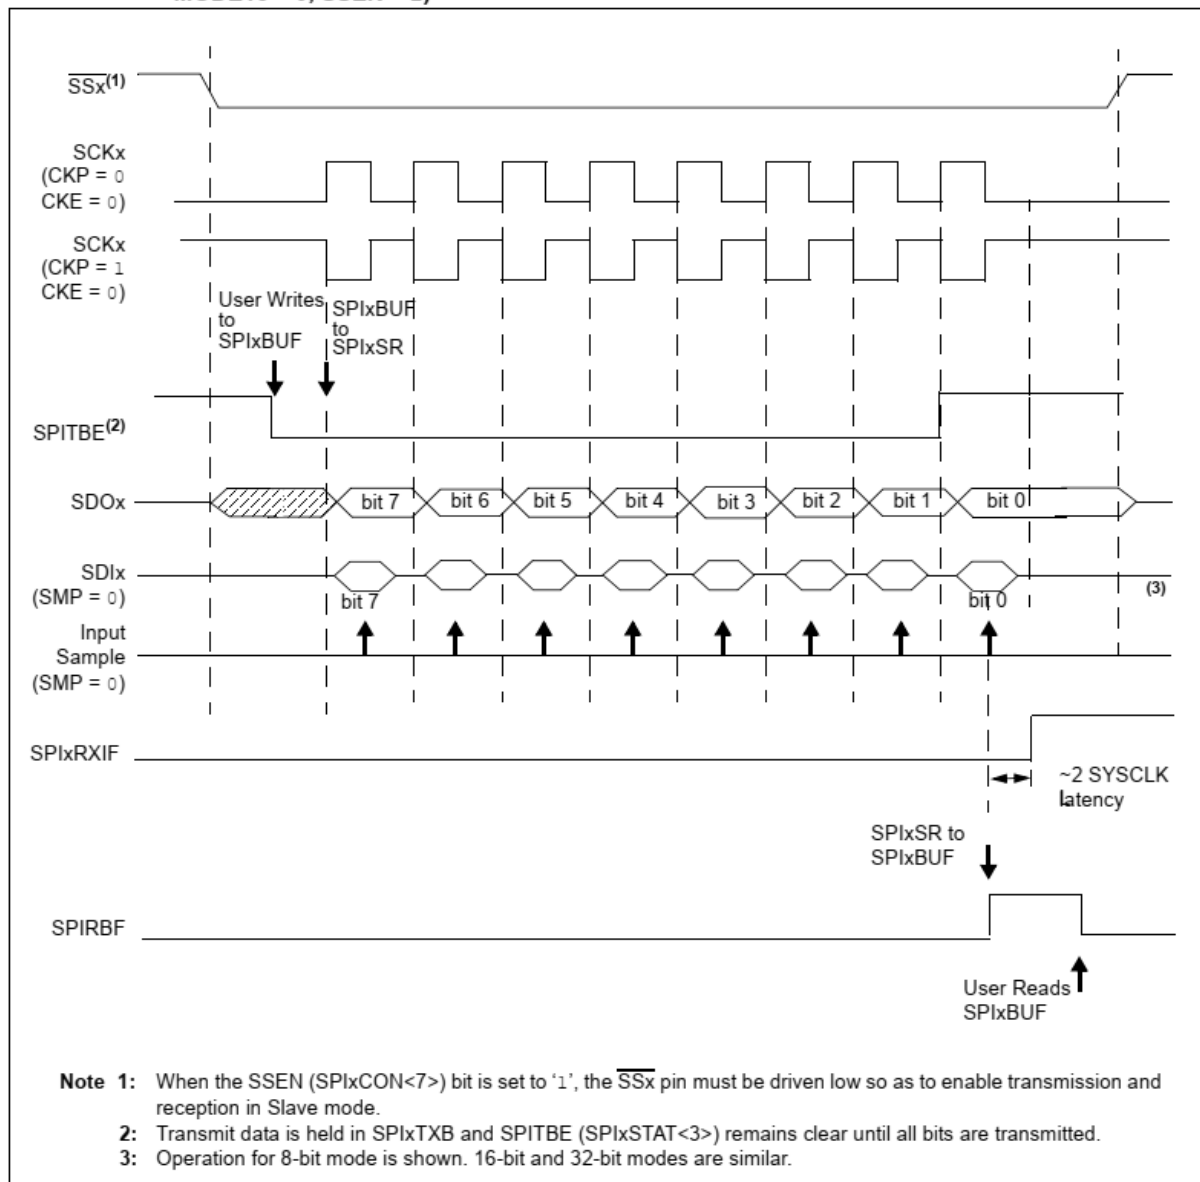 SSx(1)
SCKx
(CKP = 0
CKE = 0)
SCKx
(CKP = 1
CKE = 0)
User Writes
to
SPIxBUF
SPIxBUF
to
SPIxSR
SPITBE(2)
SDOx
bit 7 bit 6 bit 5 bit 4 bit 3 bit 2 bit 1 bit 0
SDIx
(SMP = 0)
bit 7
bit 0
(3)
Input
Sample
(SMP = 0)
SPIxRXIF
~2 SYSCLK
latency
SPIxSR to
SPIxBUF
SPIRBF
User Reads
SPIxBUF
Note 1: When the SSEN (SPIxCON<7>) bit is set to ‘1’, the SSx pin must be driven low so as to enable transmission and
reception in Slave mode.
2: Transmit data is held in SPIxTXB and SPITBE (SPIxSTAT<3>) remains clear until all bits are transmitted.
3: Operation for 8-bit mode is shown. 16-bit and 32-bit modes are similar.